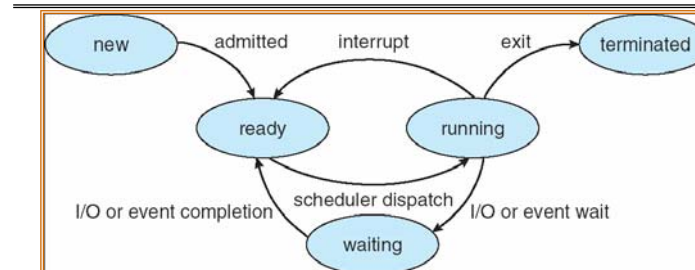 new
admitted
interrupt
exit
terminated
ready
running
I/O or event completion
scheduler dispatch
I/O or event wait
waiting